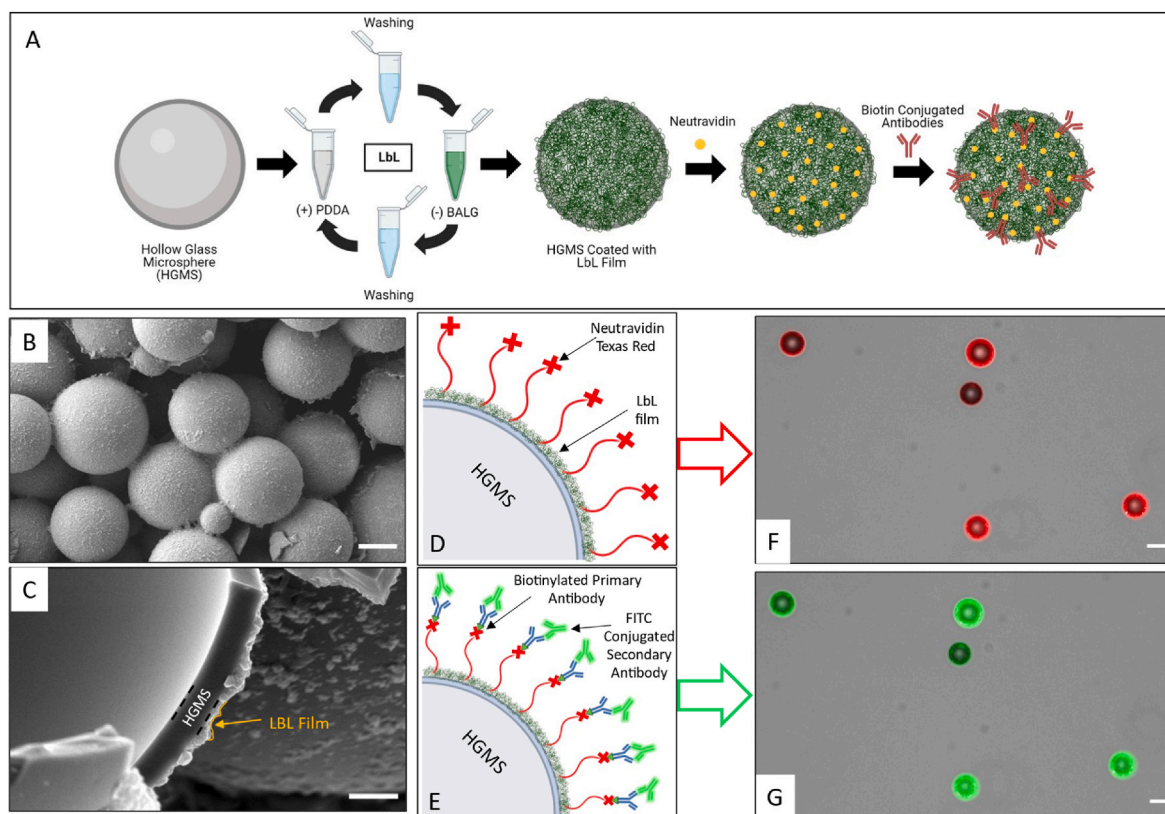 A
Washing
LbL
(+) PDDA
(-) BALG
Washing
Hollow Glass
Microsphere
(HGMS)
HGMS Coated with
LbL Film
Neutravidin
Biotin Conjugated
Antibodies
B
C
HGMS
LBL Film
D
Neutravidin
Texas Red
LbL
film
HGMS
E
Biotinylated Primary
Antibody
FITC
Conjugated
Secondary
Antibody
HGMS
F
G